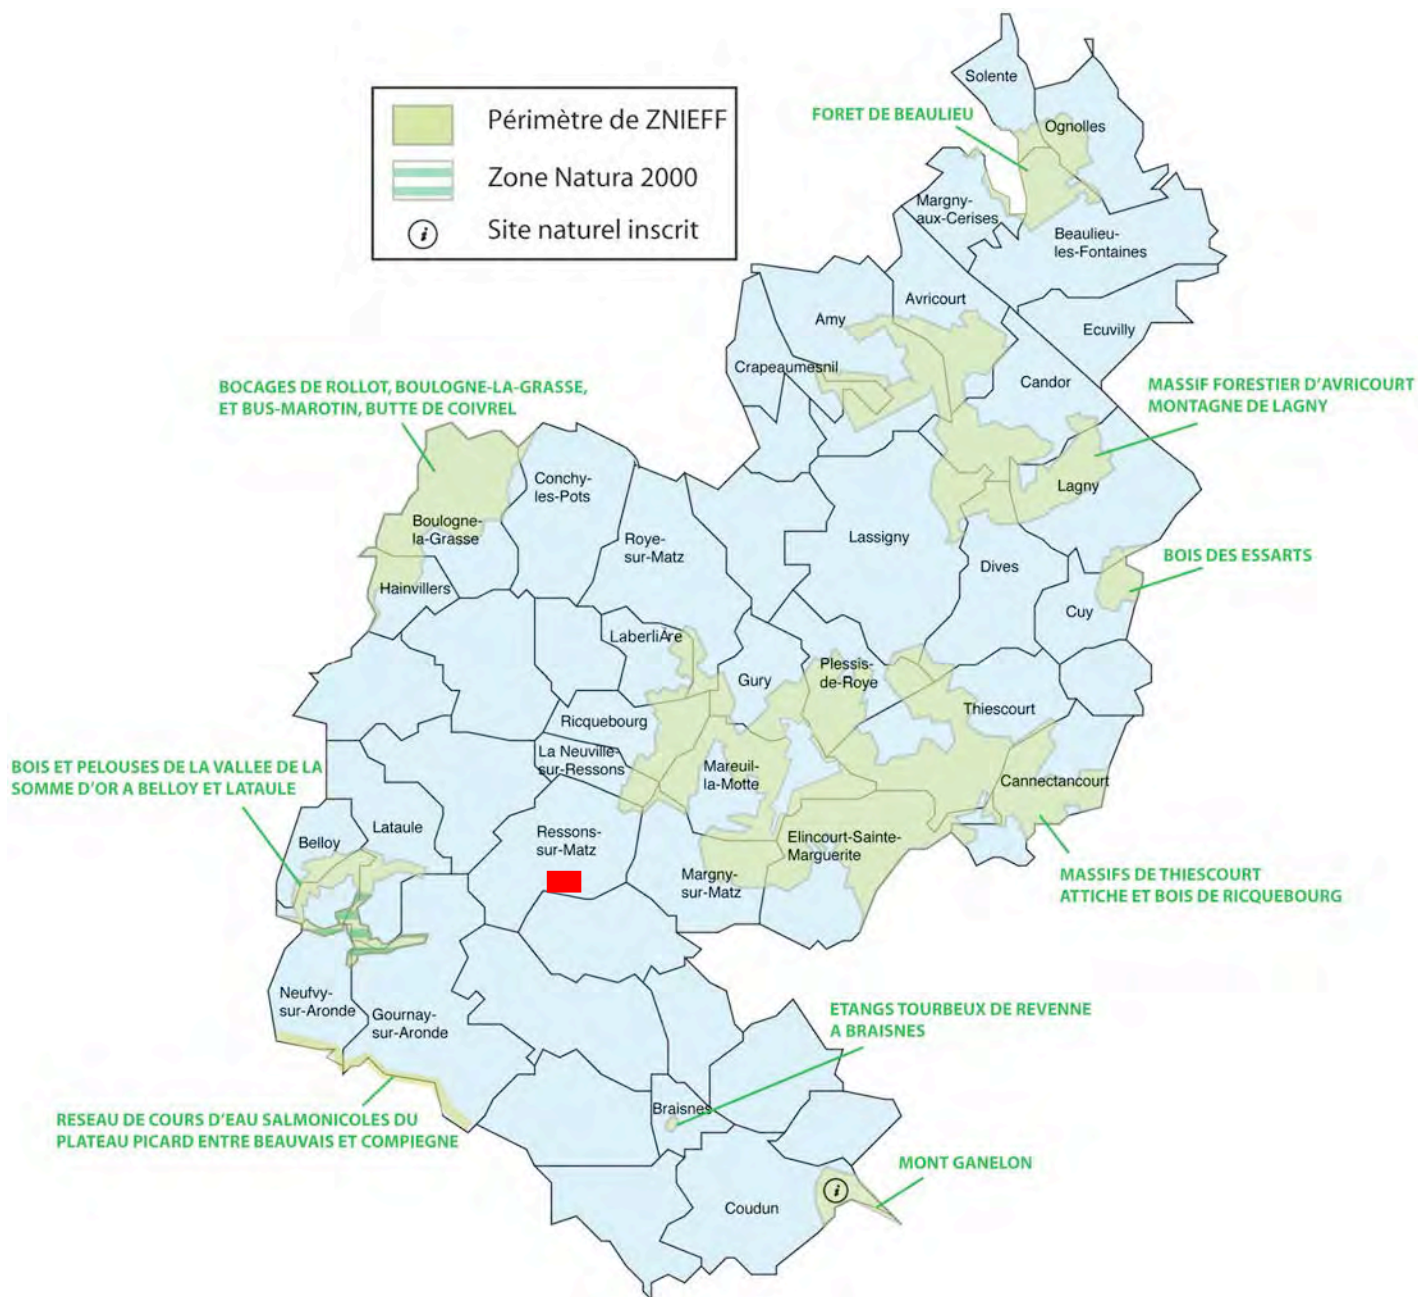 Périmètre de ZNIEFF
Zone Natura 2000
i
Site naturel inscrit
Solente
FORET DE BEAULIEU
Ognolles
Margny-
aux-Cerises
Beaulieu-
les-Fontaines
Avricourt
Amy
Ecuvilly
Crapeaumesnil
Candor
BOCAGES DE ROLLOT, BOULOGNE-LA-GRASSE,
ET BUS-MAROTIN, BUTTE DE COIVREL
MASSIF FORESTIER D'AVRICOURT
MONTAGNE DE LAGNY
Conchy-
les-Pots
Lagny
Boulogne-
la-Grasse
Roye-
sur-Matz
Lassigny
Dives
BOIS DES ESSARTS
Hainvillers
Cuy
LaberliÄre
Gury
Plessis-
de-Roye
Thiescourt
Ricquebourg
La Neuville-
sur-Ressons
Mareuil-
la-Motte
Cannectancourt
BOIS ET PELOUSES DE LA VALLEE DE LA
SOMME D'OR A BELLOY ET LATAULE
Belloy
Lataule
Ressons-
sur-Matz
Elincourt-Sainte-
Marguerite
Margny-
sur-Matz
MASSIFS DE THIESCOURT
ATTICHE ET BOIS DE RICQUEBOURG
Neufvy-
sur-Aronde
Gournay-
sur-Aronde
ETANGS TOURBEUX DE REVENNE
A BRAISNES
Braisnes
RESEAU DE COURS D'EAU SALMONICOLES DU
PLATEAU PICARD ENTRE BEAUVAIS ET COMPIEGNE
MONT GANELON
i
Coudun